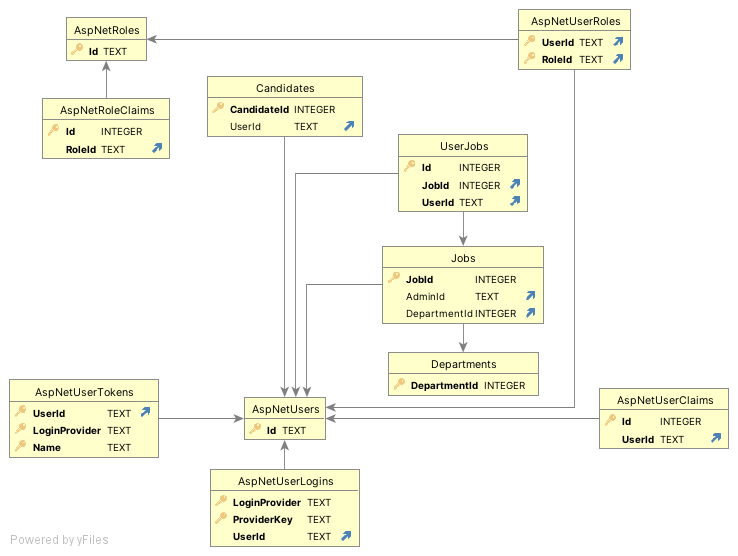 AspNetRoles
Id TEXT
AspNetUserRoles
UserId TEXT
RoleId TEXT
AspNetRoleClaims
Id INTEGER
RoleId TEXT
Candidates
CandidateId INTEGER
UserId TEXT
UserJobs
Id INTEGER
JobId INTEGER
UserId TEXT
Jobs
JobId INTEGER
AdminId TEXT
DepartmentId INTEGER
Departments
DepartmentId INTEGER
AspNetUserTokens
UserId TEXT
LoginProvider TEXT
Name TEXT
AspNetUsers
Id TEXT
AspNetUserClaims
Id INTEGER
UserId TEXT
AspNetUserLogins
LoginProvider TEXT
ProviderKey TEXT
UserId TEXT
Powered by yFiles